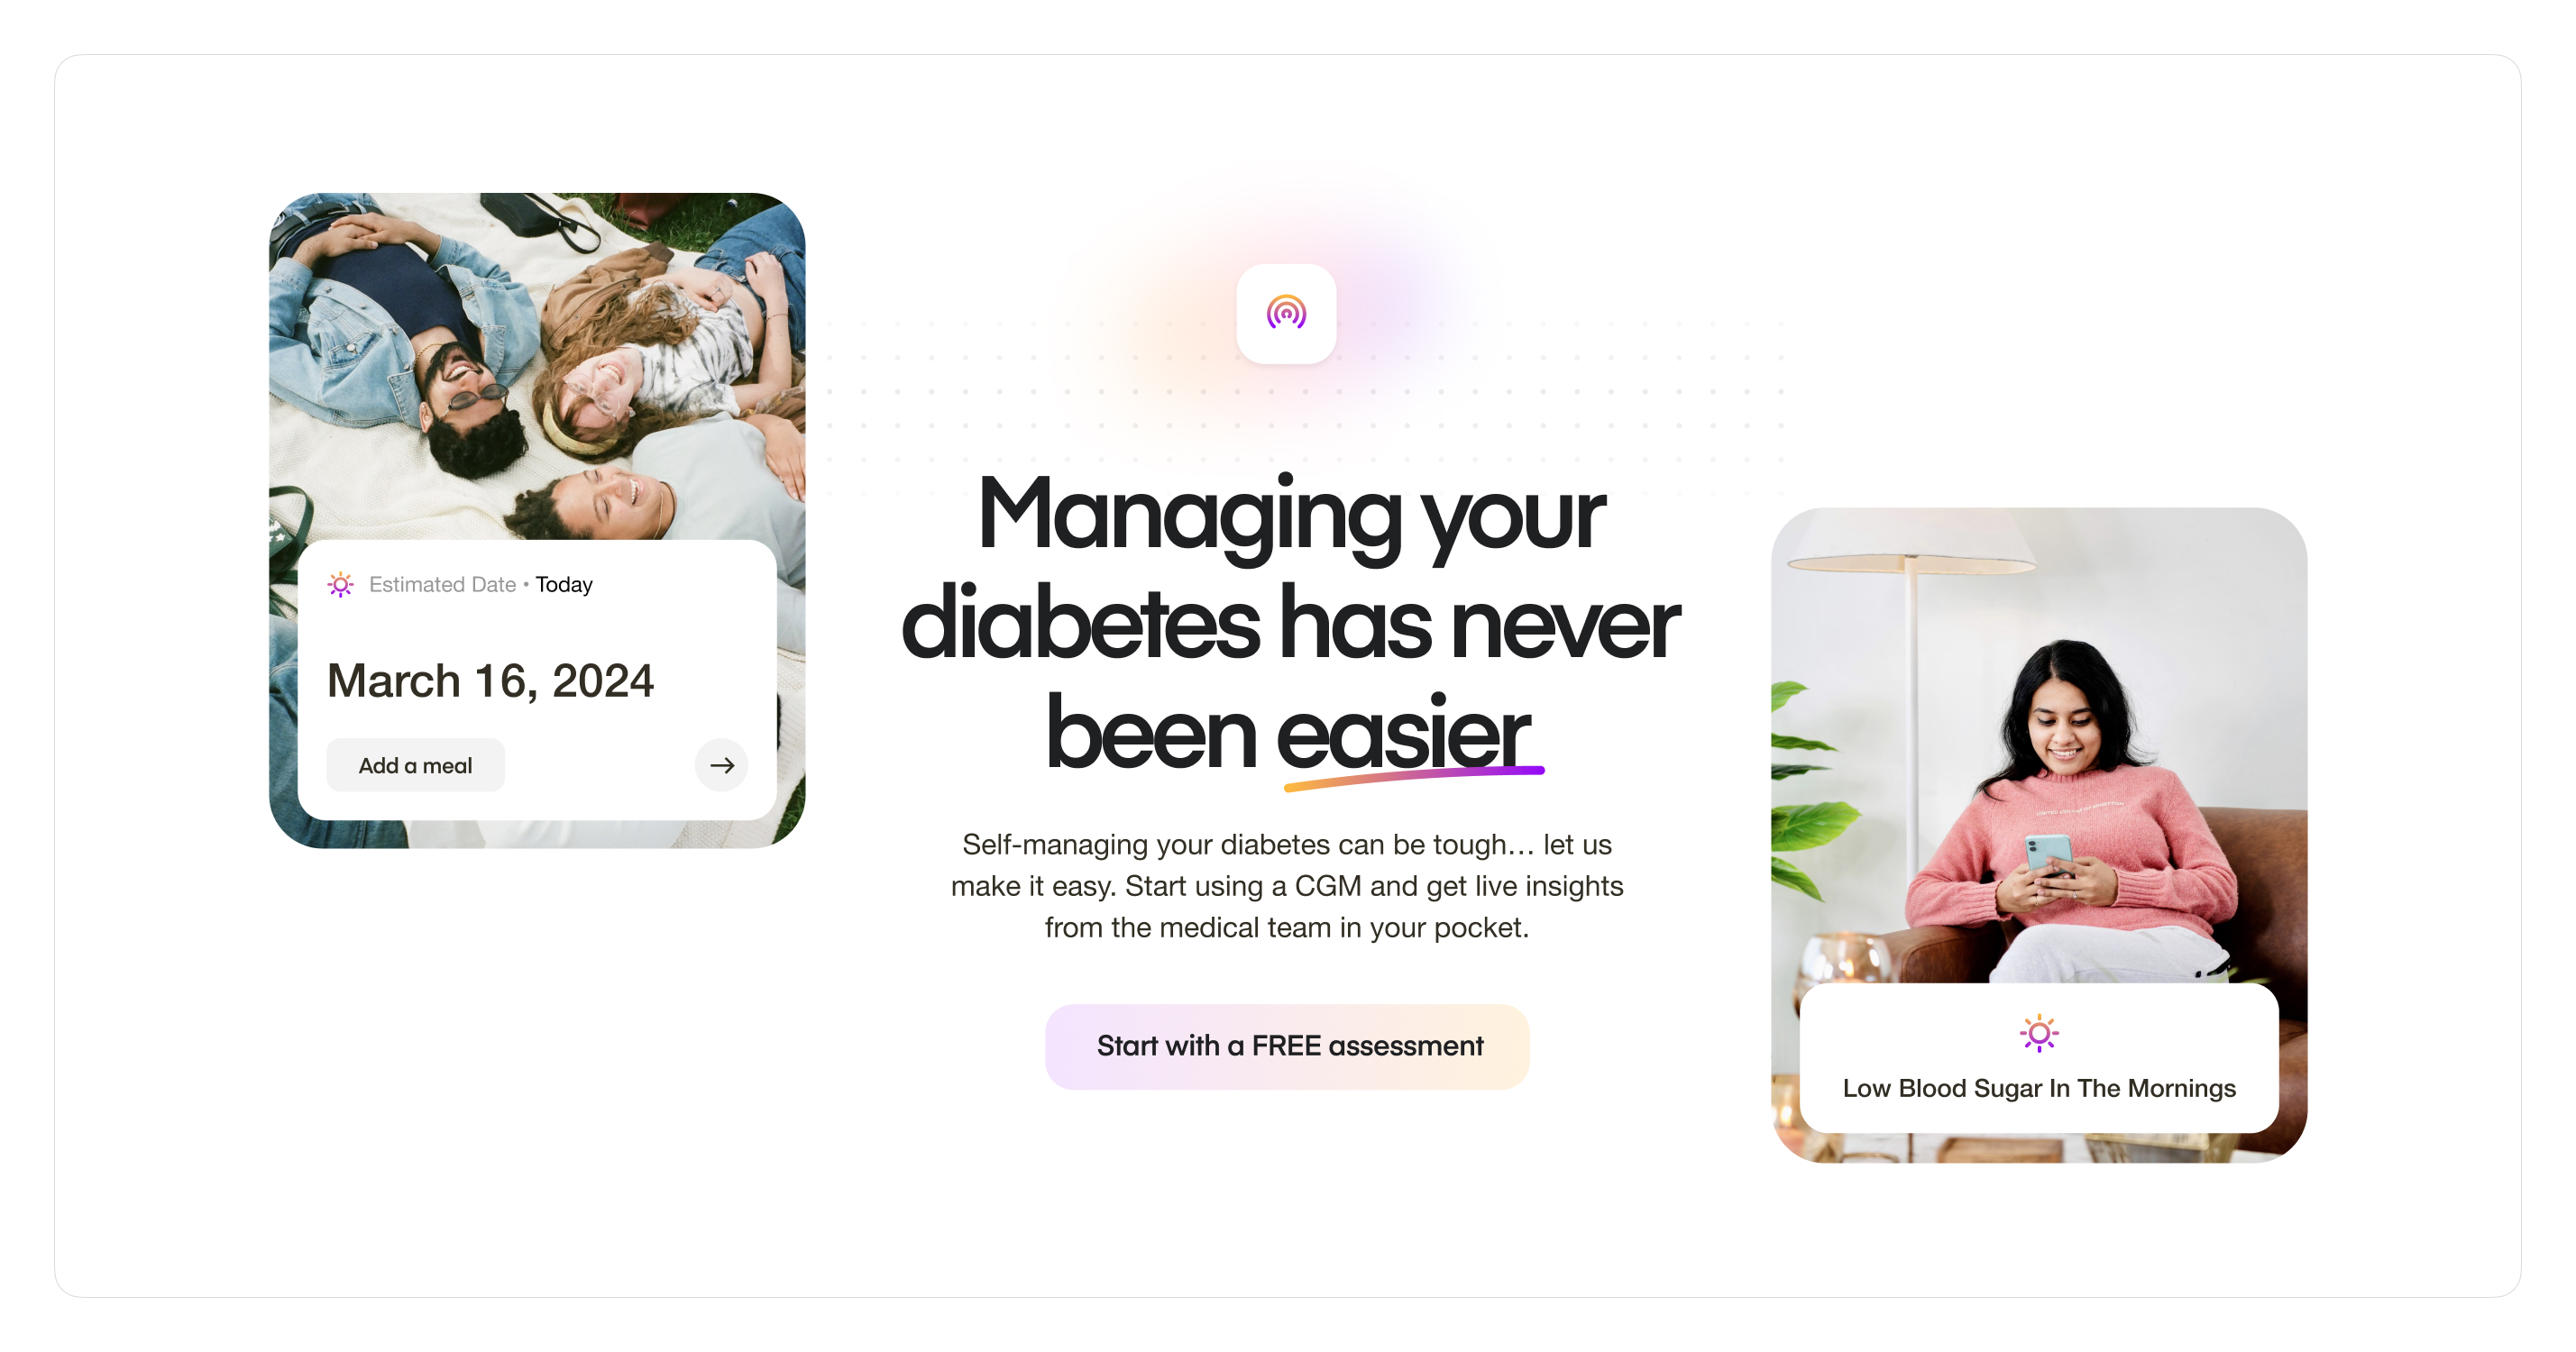 Estimated Date • Today
March 16, 2024
Add a meal
Managing your
diabetes has never
been easier
Self-managing your diabetes can be tough... let us
make it easy. Start using a CGM and get live insights
from the medical team in your pocket.
Start with a FREE assessment
Low Blood Sugar In The Mornings